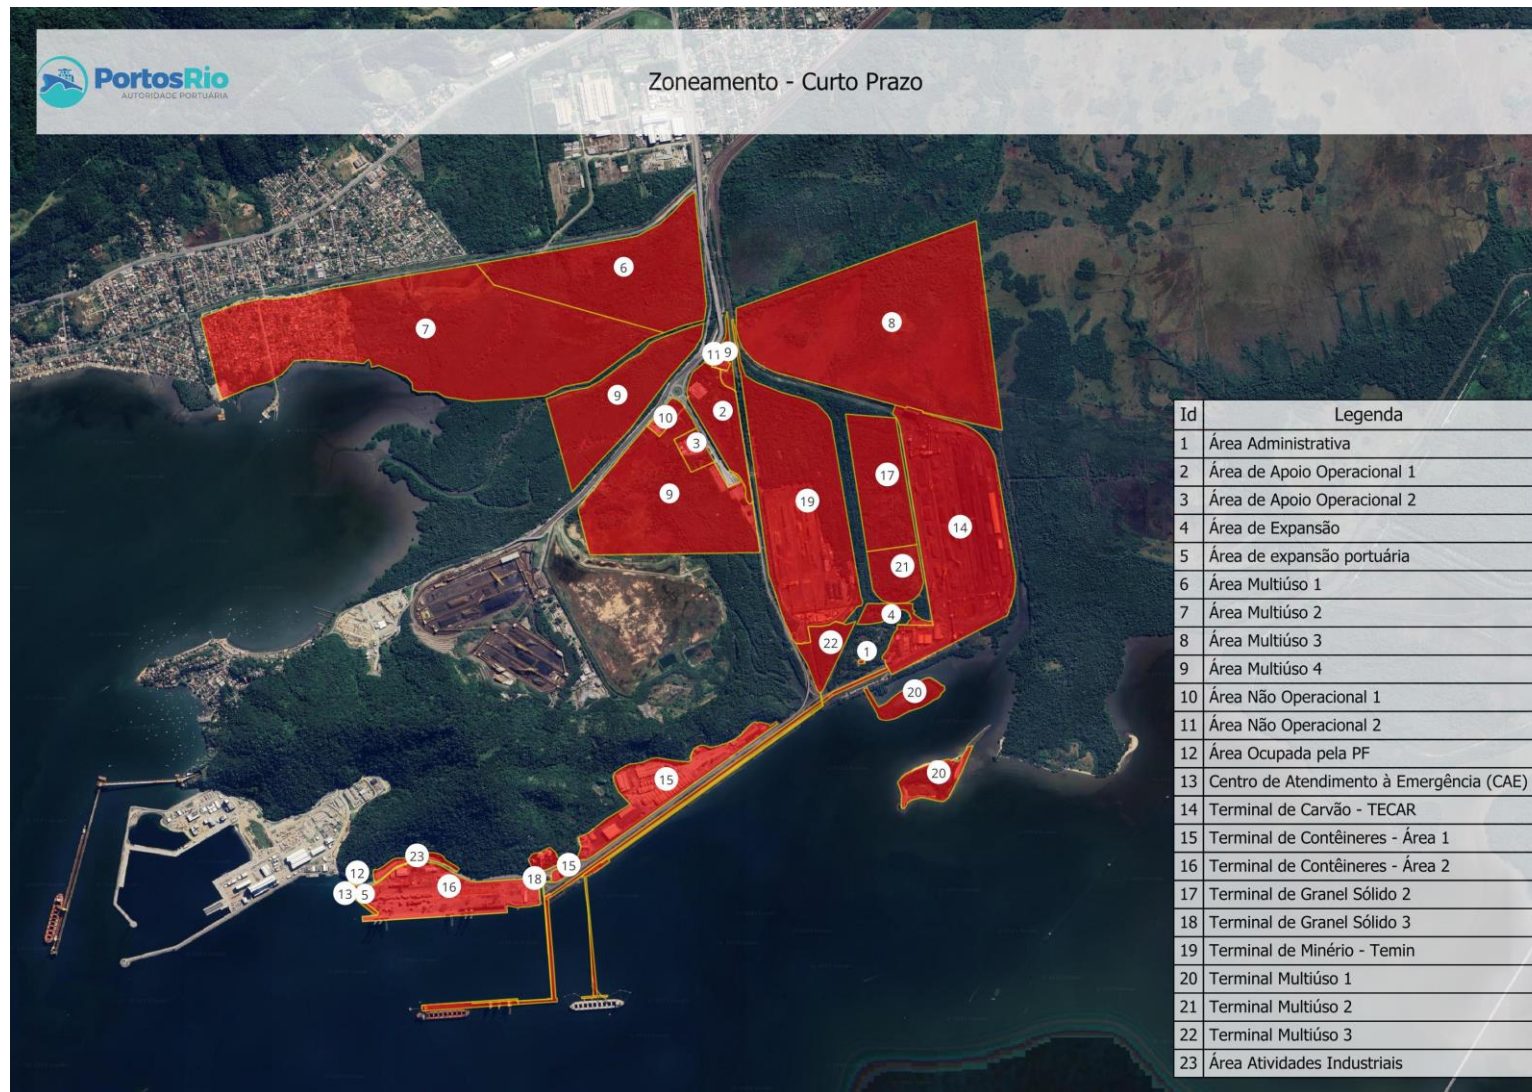 PortosRio
AUTORIDADE PORTUÁRIA
Zoneamento - Curto Prazo
6
7
8
11
9
9
2
10
3
9
17
19
14
21
4
22
1
20
20
15
23
12
16
13
5
18
15
Id Legenda
1 Área Administrativa
2 Área de Apoio Operacional 1
3 Área de Apoio Operacional 2
4 Área de Expansão
5 Área de expansão portuária
6 Área Multiúso 1
7 Área Multiúso 2
8 Área Multiúso 3
9 Área Multiúso 4
10 Área Não Operacional 1
11 Área Não Operacional 2
12 Área Ocupada pela PF
13 Centro de Atendimento à Emergência (CAE)
14 Terminal de Carvão - TECAR
15 Terminal de Contêineres - Área 1
16 Terminal de Contêineres - Área 2
17 Terminal de Granel Sólido 2
18 Terminal de Granel Sólido 3
19 Terminal de Minério - Temin
20 Terminal Multiúso 1
21 Terminal Multiúso 2
22 Terminal Multiúso 3
23 Área Atividades Industriais